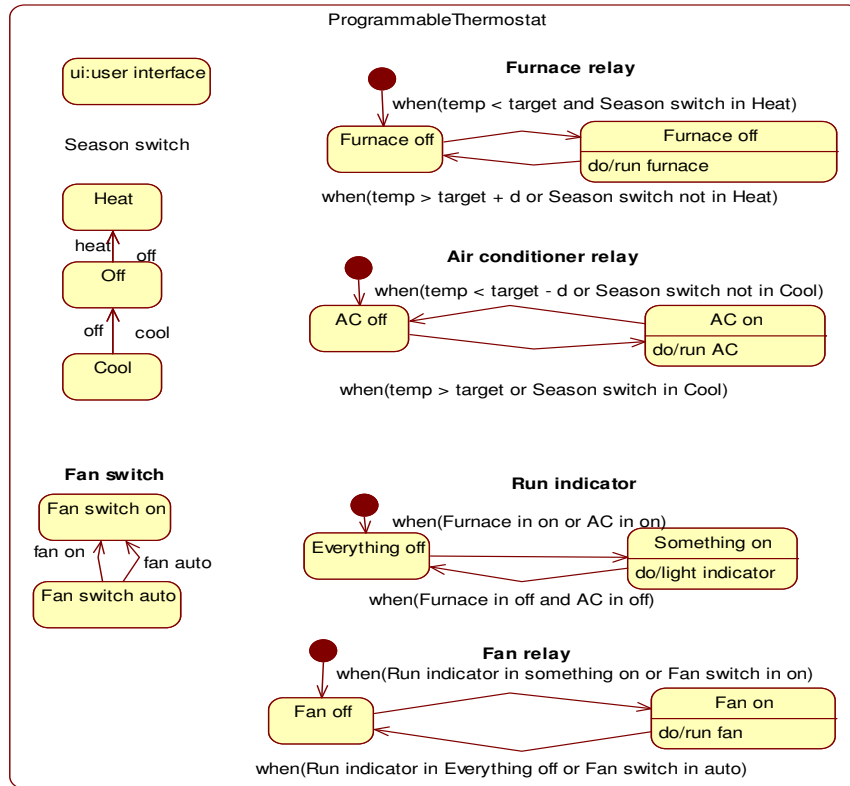 ProgrammableThermostat
ui:user interface
Season switch
Heat
heat
off
Off
off
cool
Cool
Furnace relay
when(temp < target and Season switch in Heat)
Furnace off
Furnace off
do/run furnace
when(temp > target + d or Season switch not in Heat)
Air conditioner relay
when(temp < target - d or Season switch not in Cool)
AC off
AC on
do/run AC
when(temp > target or Season switch in Cool)
Fan switch
Fan switch on
fan on
fan auto
Fan switch auto
Run indicator
when(Furnace in on or AC in on)
Everything off
Something on
do/light indicator
when(Furnace in off and AC in off)
Fan relay
when(Run indicator in something on or Fan switch in on)
Fan off
Fan on
do/run fan
when(Run indicator in Everything off or Fan switch in auto)